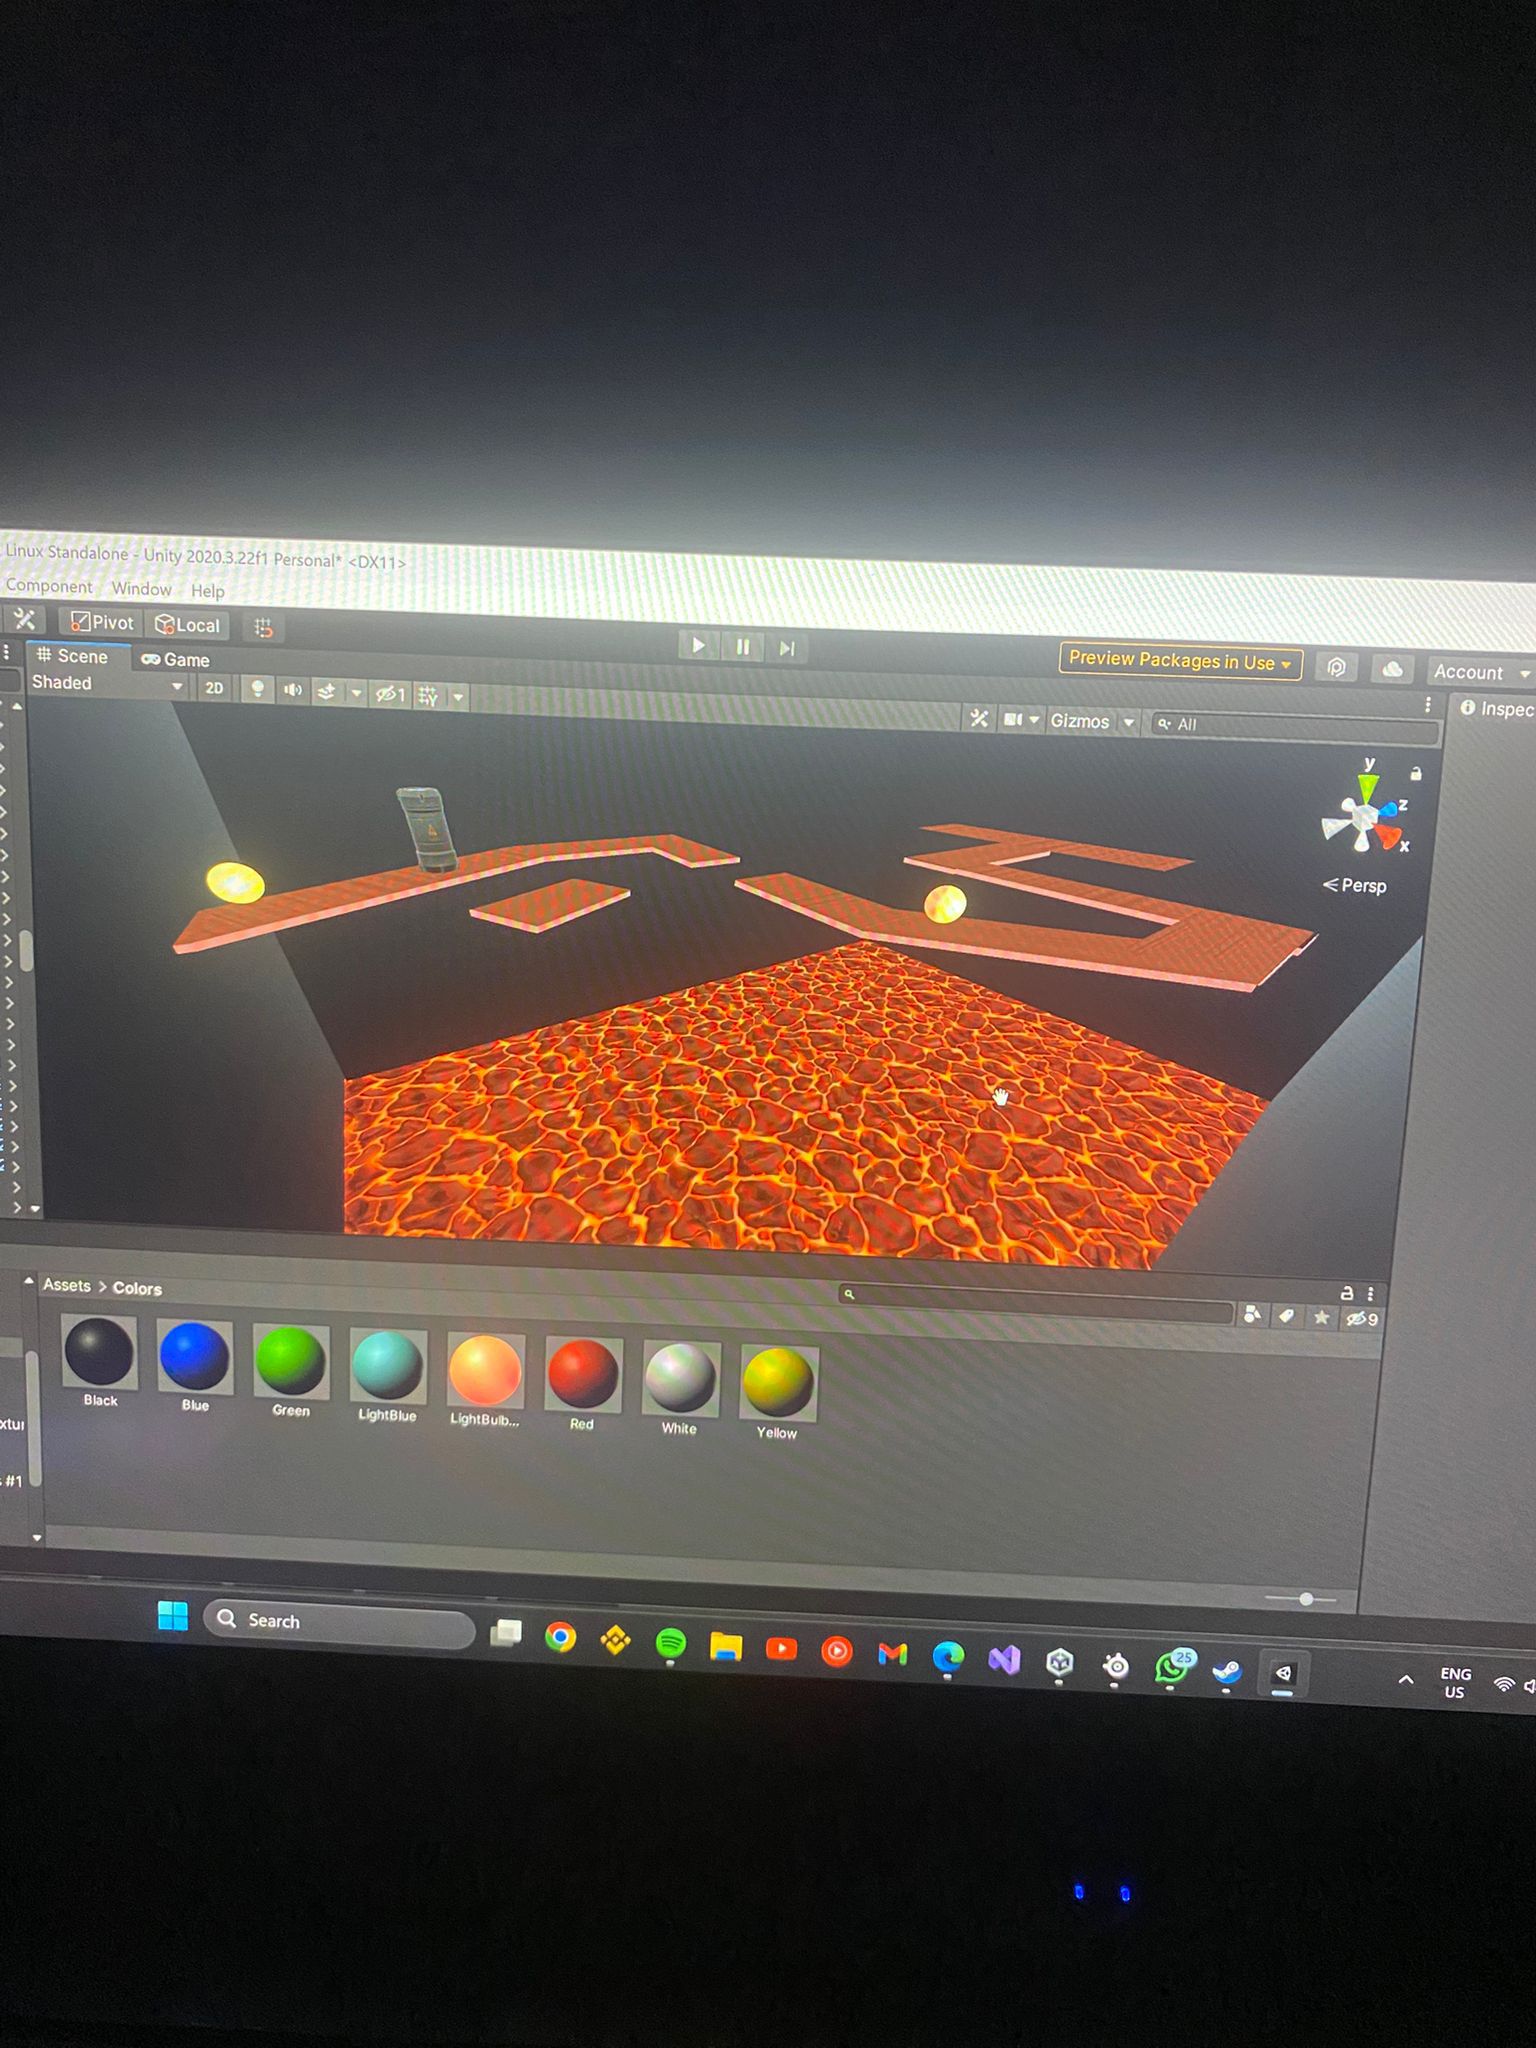 Linux Standalone - Unity 2020.3.22f1 Personal* <DX11>
Component Window Help
Pivot Local
Preview Packages in Use
Account
Scene Game
Inspec
Shaded 2D 1 Gizmos All
y
z
x
Persp
Assets > Colors
9
Black Blue Green LightBlue LightBulb... Red White Yellow
xtur
#1
Search
25
ENG
US